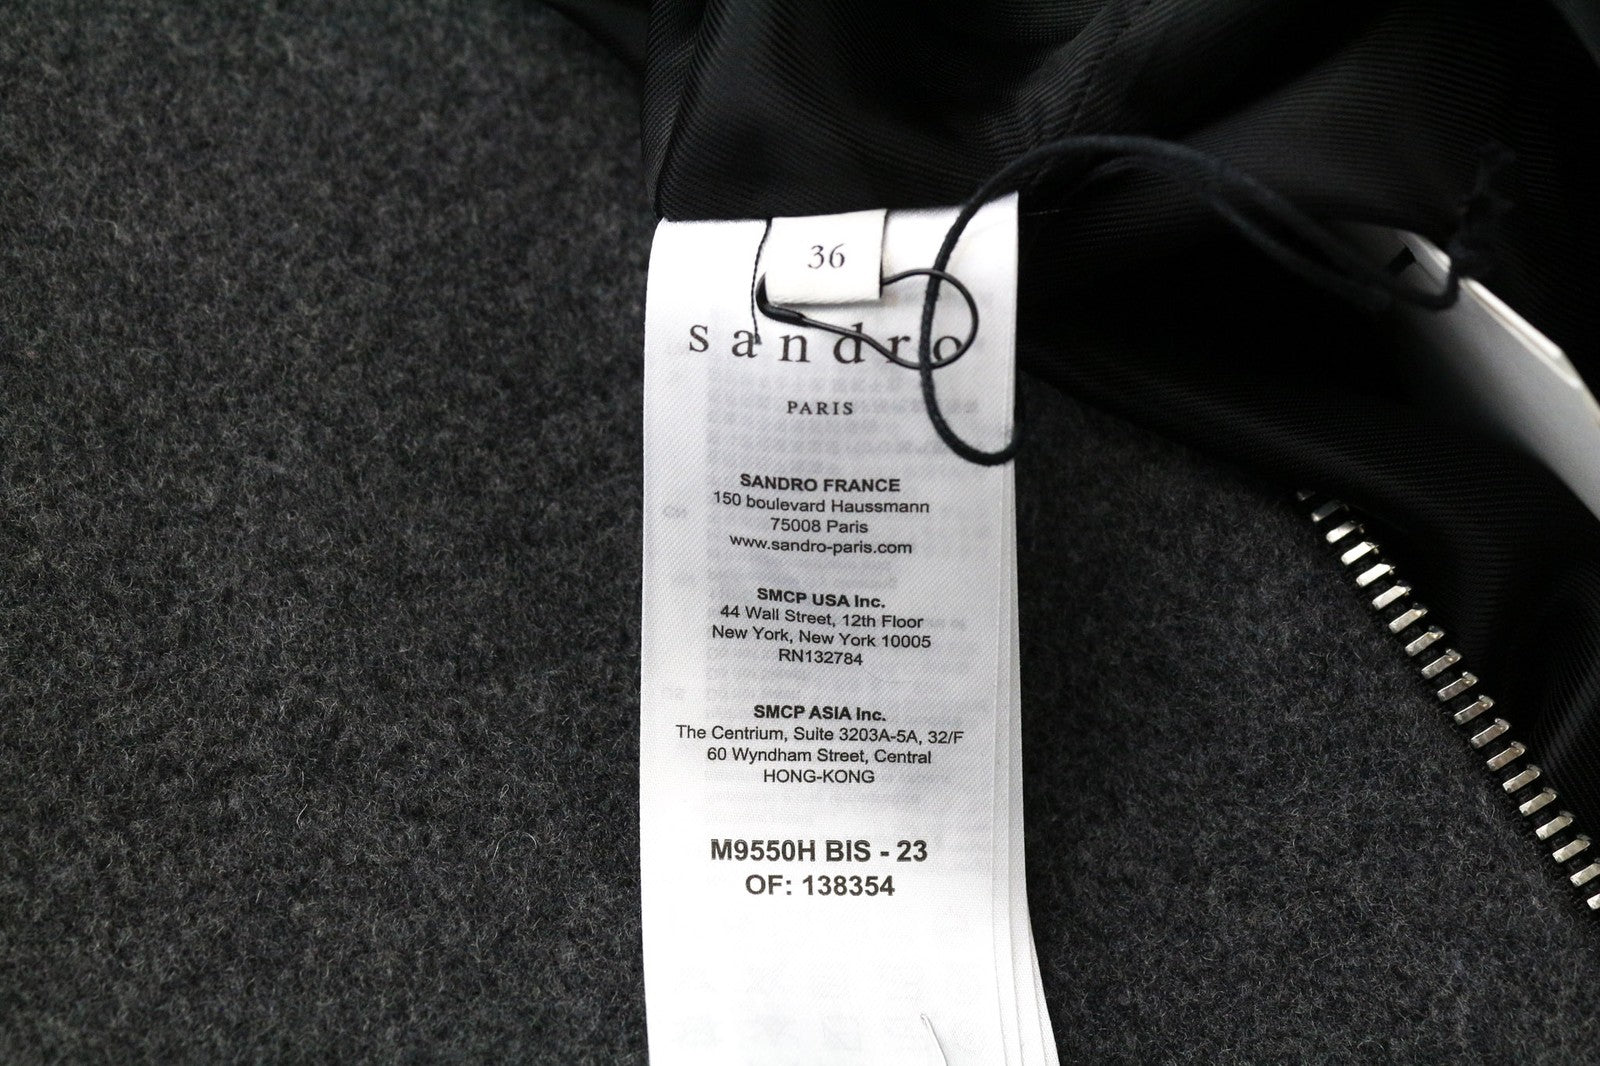 36
sandro
PARIS
SANDRO FRANCE
150 boulevard Haussmann
75008 Paris
www.sandro-paris.com
SMCP USA Inc.
44 Wall Street, 12th Floor
New York, New York 10005
RN132784
SMCP ASIA Inc.
The Centrium, Suite 3203A-5A, 32/F
60 Wyndham Street, Central
HONG-KONG
M9550H BIS - 23
OF: 138354